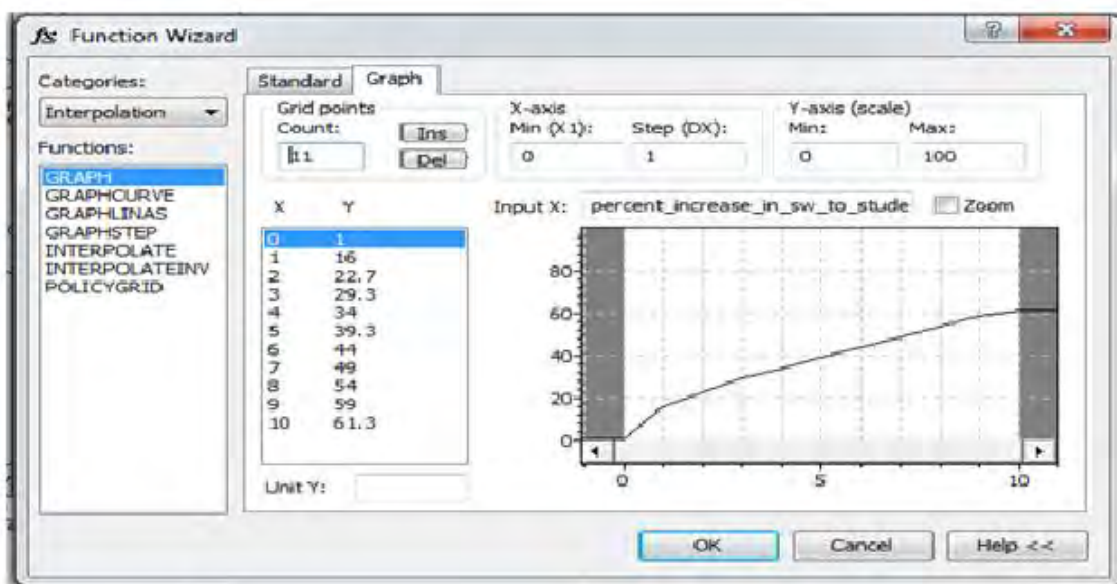 fx Function Wizard
Categories:
Interpolation
Functions:
GRAPH
GRAPHCURVE
GRAPHLINAS
GRAPHSTEP
INTERPOLATE
INTERPOLATEINV
POLICYGRID
Standard Graph
Grid points
Count:
11
Ins
Del
X-axis
Min (X1): Step (DX):
0 1
Y-axis (scale)
Min: Max:
0 100
X Y
0 1
1 16
2 22.7
3 29.3
4 34
5 39.3
6 44
7 49
8 54
9 59
10 61.3
Unit Y:
Input X: percent_increase_in_sw_to_stude Zoom
80
60
40
20
0
0 5 10
OK Cancel Help <<